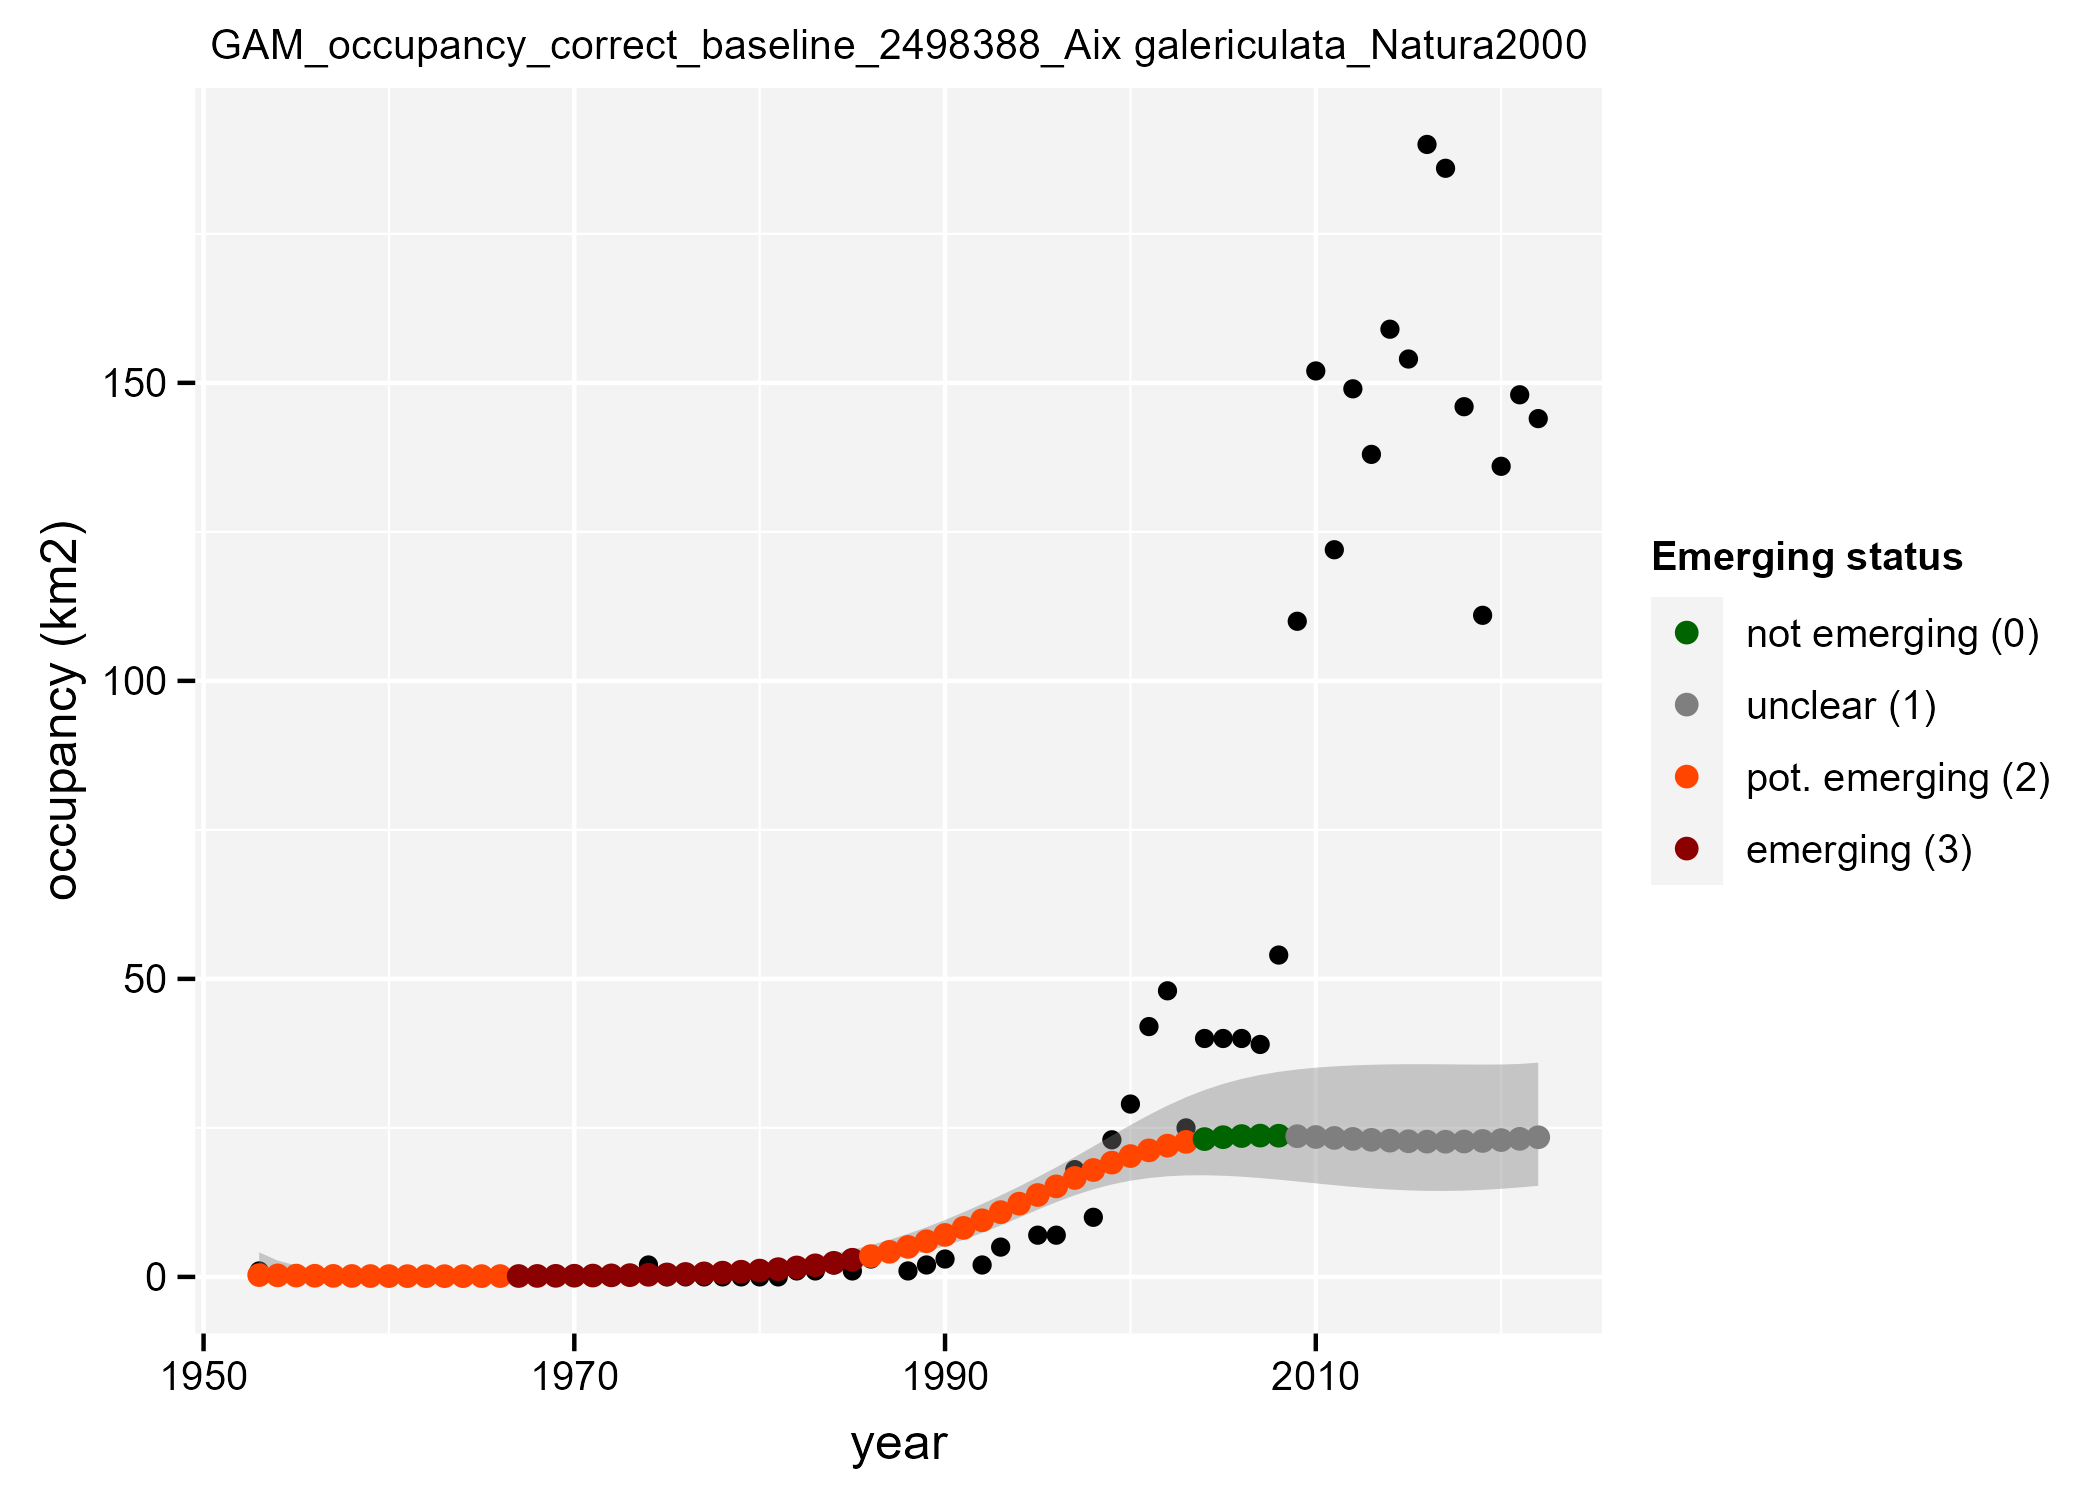 GAM_occupancy_correct_baseline_2498388_Aix galericulata_Natura2000
occupancy (km2)
150
100
50
0
1950 1970 1990 2010
year
Emerging status
not emerging (0)
unclear (1)
pot. emerging (2)
emerging (3)